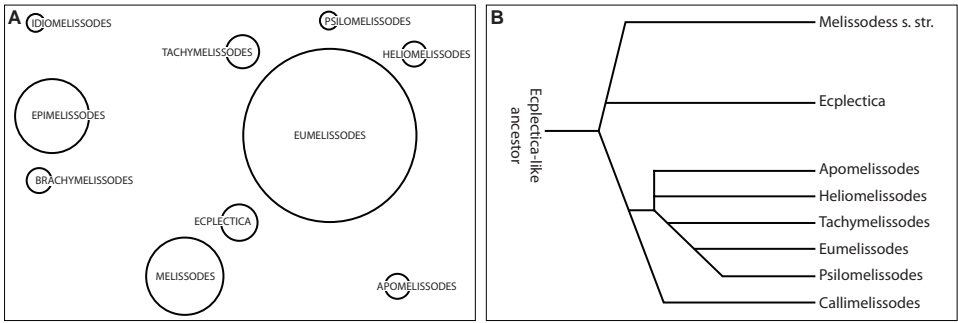 A
IDIOMELISSODES
PSILOMELISSODES
TACHYMELISSODES
HELIOMELISSODES
EPIMELISSODES
EUMELISSODES
BRACHYMELISSODES
ECPLECTICA
MELISSODES
APOMELISSODES
B
Ecplectica-like
ancestor
Melissodess s. str.
Ecplectica
Apomelissodes
Heliomelissodes
Tachymelissodes
Eumelissodes
Psilomelissodes
Callimelissodes